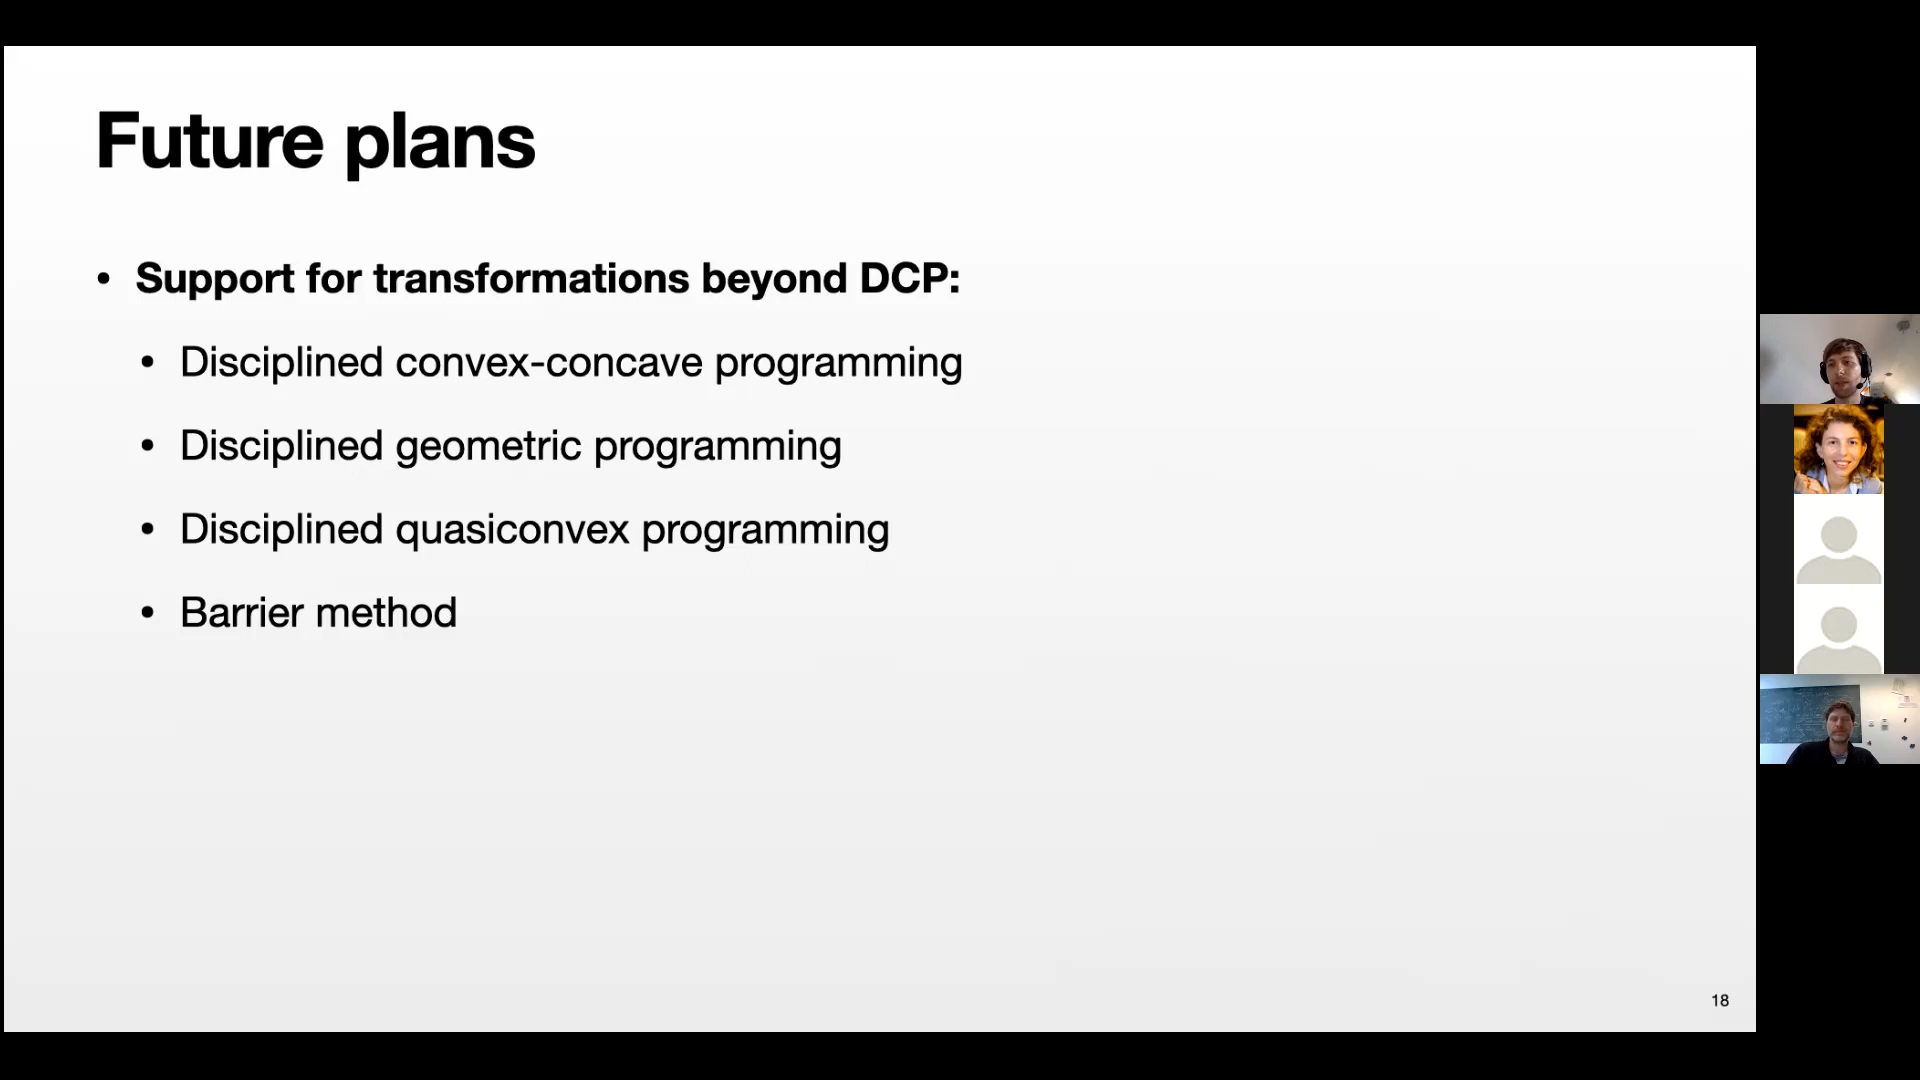 Future plans
• Support for transformations beyond DCP:
• Disciplined convex-concave programming
• Disciplined geometric programming
• Disciplined quasiconvex programming
• Barrier method
18